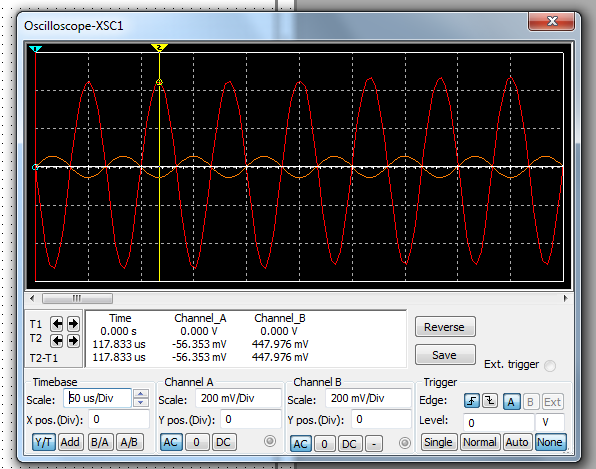 Oscilloscope-XSC1
1 2
Time Channel_A Channel_B
T1 0.000 s 0.000 V 0.000 V
T2 117.833 us -56.353 mV 447.976 mV
T2-T1 117.833 us -56.353 mV 447.976 mV
Reverse
Save
Ext. trigger
Timebase Channel A Channel B Trigger
Scale: 50 us/Div Scale: 200 mV/Div Scale: 200 mV/Div Edge: A B Ext
X pos.(Div): 0 Y pos.(Div): 0 Y pos.(Div): 0 Level: 0 V
Y/T Add B/A A/B AC 0 DC AC 0 DC - Single Normal Auto None